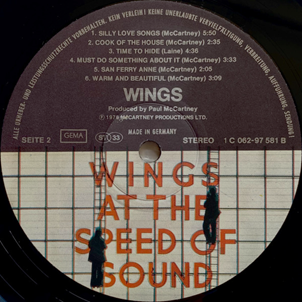 ALLE URHEBER- UND LEISTUNGSSCHUTZRECHTE VORBEHALTEN. KEIN VERLEIH! KEINE UNERLAUBTE VERVIELFÄLTIGUNG, VERMIETUNG, AUFFÜHRUNG, SENDUNG!
1. SILLY LOVE SONGS (McCartney) 5:50
2. COOK OF THE HOUSE (McCartney) 2:35
3. TIME TO HIDE (Laine) 4:30
4. MUST DO SOMETHING ABOUT IT (McCartney) 3:33
5. SAN FERRY ANNE (McCartney) 2:05
6. WARM AND BEAUTIFUL (McCartney) 3:09
WINGS
Produced by Paul McCartney
℗ 1976 McCARTNEY PRODUCTIONS LTD.
SEITE 2 GEMA ST 33 STEREO 1 C 062-97 581 B
MADE IN GERMANY
WINGS
AT THE
SPEED OF
SOUND